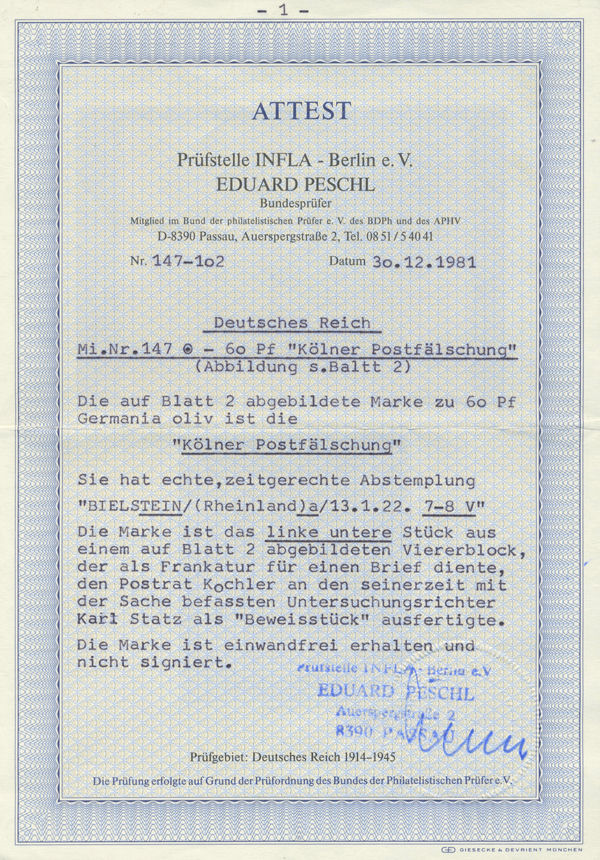 - 1 -
ATTEST
Prüfstelle INFLA - Berlin e. V.
EDUARD PESCHL
Bundesprüfer
Mitglied im Bund der philatelistischen Prüfer e. V. des BDPh und des APHV
D-8390 Passau, Auerspergstraße 2, Tel. 08 51 / 5 40 41
Nr. 147-1o2 Datum 3o.12.1981
Deutsches Reich
Mi.Nr.147 ⊙ - 6o Pf "Kölner Postfälschung"
(Abbildung s.Baltt 2)
Die auf Blatt 2 abgebildete Marke zu 6o Pf
Germania oliv ist die
"Kölner Postfälschung"
Sie hat echte,zeitgerechte Abstemplung
"BIELSTEIN/(Rheinland)a/13.1.22. 7-8 V"
Die Marke ist das linke untere Stück aus
einem auf Blatt 2 abgebildeten Viererblock,
der als Frankatur für einen Brief diente,
den Postrat Kochler an den seinerzeit mit
der Sache befassten Untersuchungsrichter
Karl Statz als "Beweisstück" ausfertigte.
Die Marke ist einwandfrei erhalten und
nicht signiert.
Prüfstelle INFLA - Berlin e.V
EDUARD PESCHL
Auerspergstraße 2
8390 PASSAU
Prüfgebiet: Deutsches Reich 1914-1945
Die Prüfung erfolgte auf Grund der Prüfordnung des Bundes der Philatelistischen Prüfer e.V.
GIESECKE & DEVRIENT MÜNCHEN